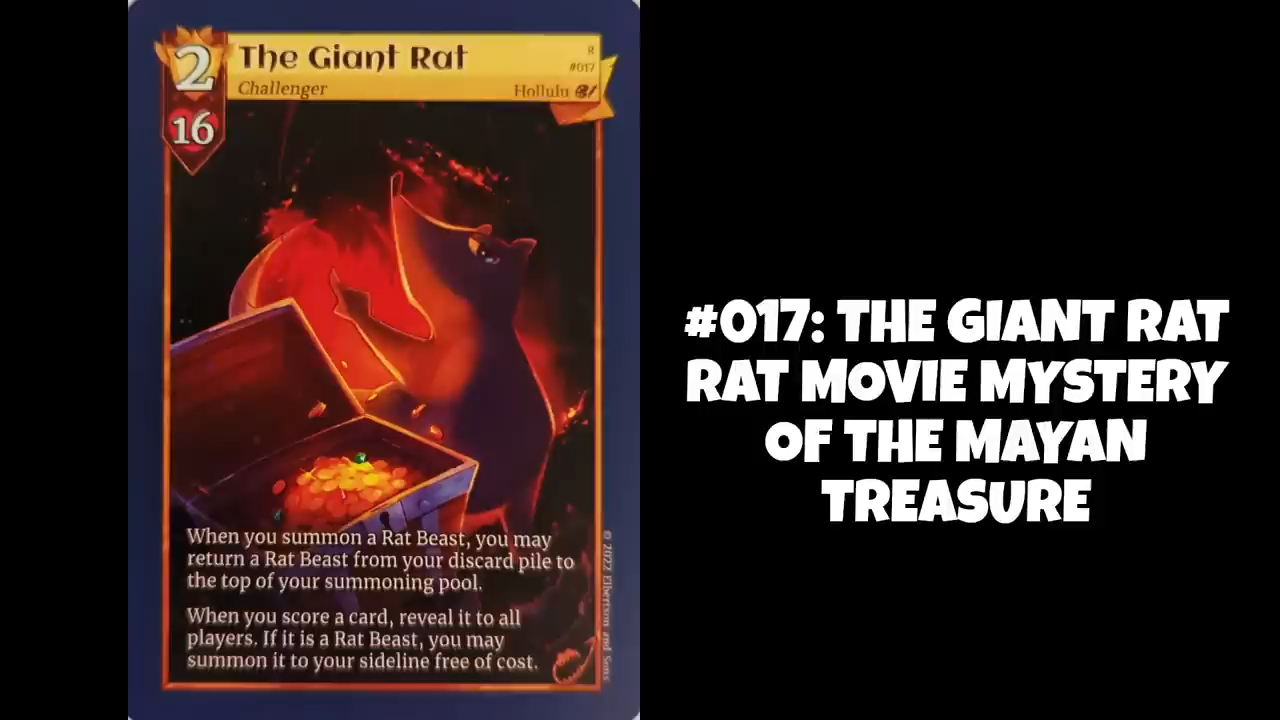 2
The Giant Rat
R
#017
Challenger
Hollulu
16
When you summon a Rat Beast, you may
return a Rat Beast from your discard pile to
the top of your summoning pool.
When you score a card, reveal it to all
players. If it is a Rat Beast, you may
summon it to your sideline free of cost.
© 2022 Elbertson and Sons
#017: THE GIANT RAT
RAT MOVIE MYSTERY
OF THE MAYAN
TREASURE